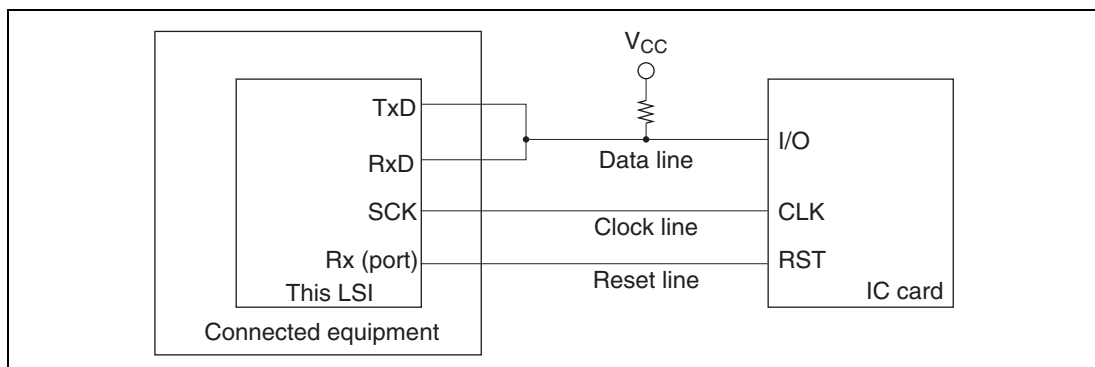 VCC
TxD
RxD
SCK
Rx (port)
This LSI
Connected equipment
Data line
Clock line
Reset line
I/O
CLK
RST
IC card